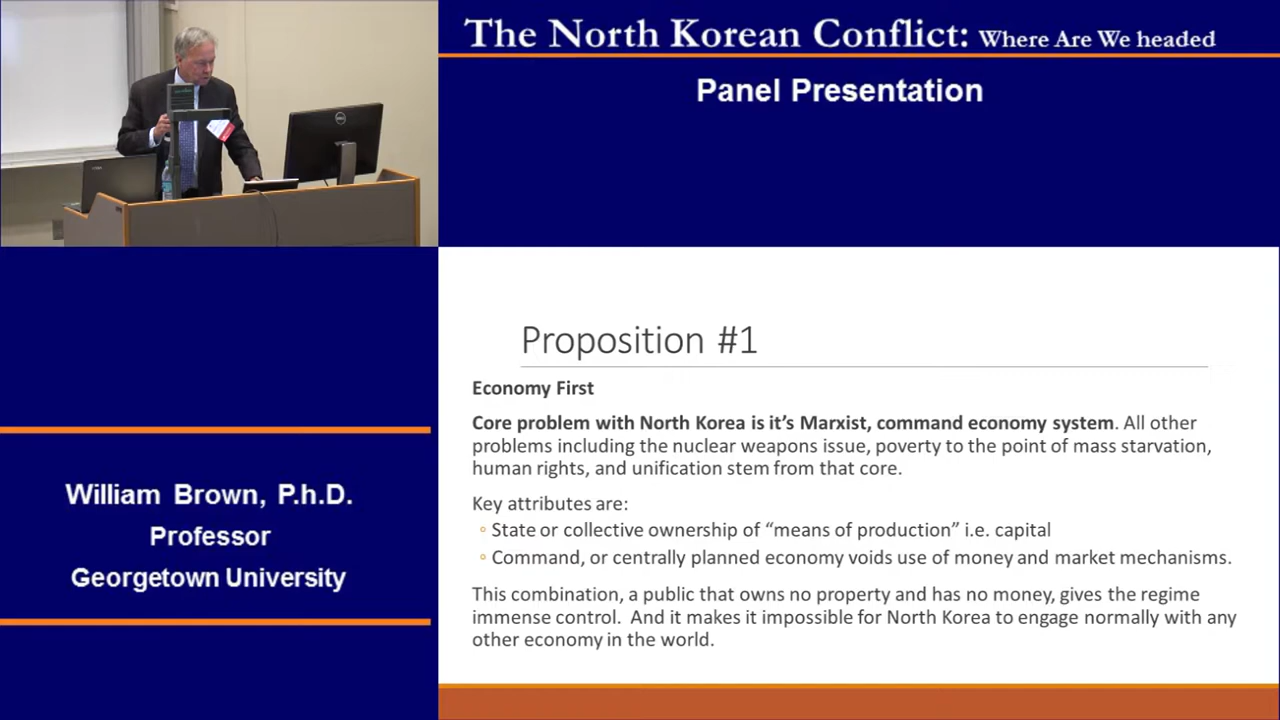 The North Korean Conflict: Where Are We headed
Panel Presentation
Proposition #1
Economy First
Core problem with North Korea is it's Marxist, command economy system. All other
problems including the nuclear weapons issue, poverty to the point of mass starvation,
human rights, and unification stem from that core.
Key attributes are:
◦ State or collective ownership of “means of production” i.e. capital
◦ Command, or centrally planned economy voids use of money and market mechanisms.
This combination, a public that owns no property and has no money, gives the regime
immense control. And it makes it impossible for North Korea to engage normally with any
other economy in the world.
William Brown, P.h.D.
Professor
Georgetown University
DELL